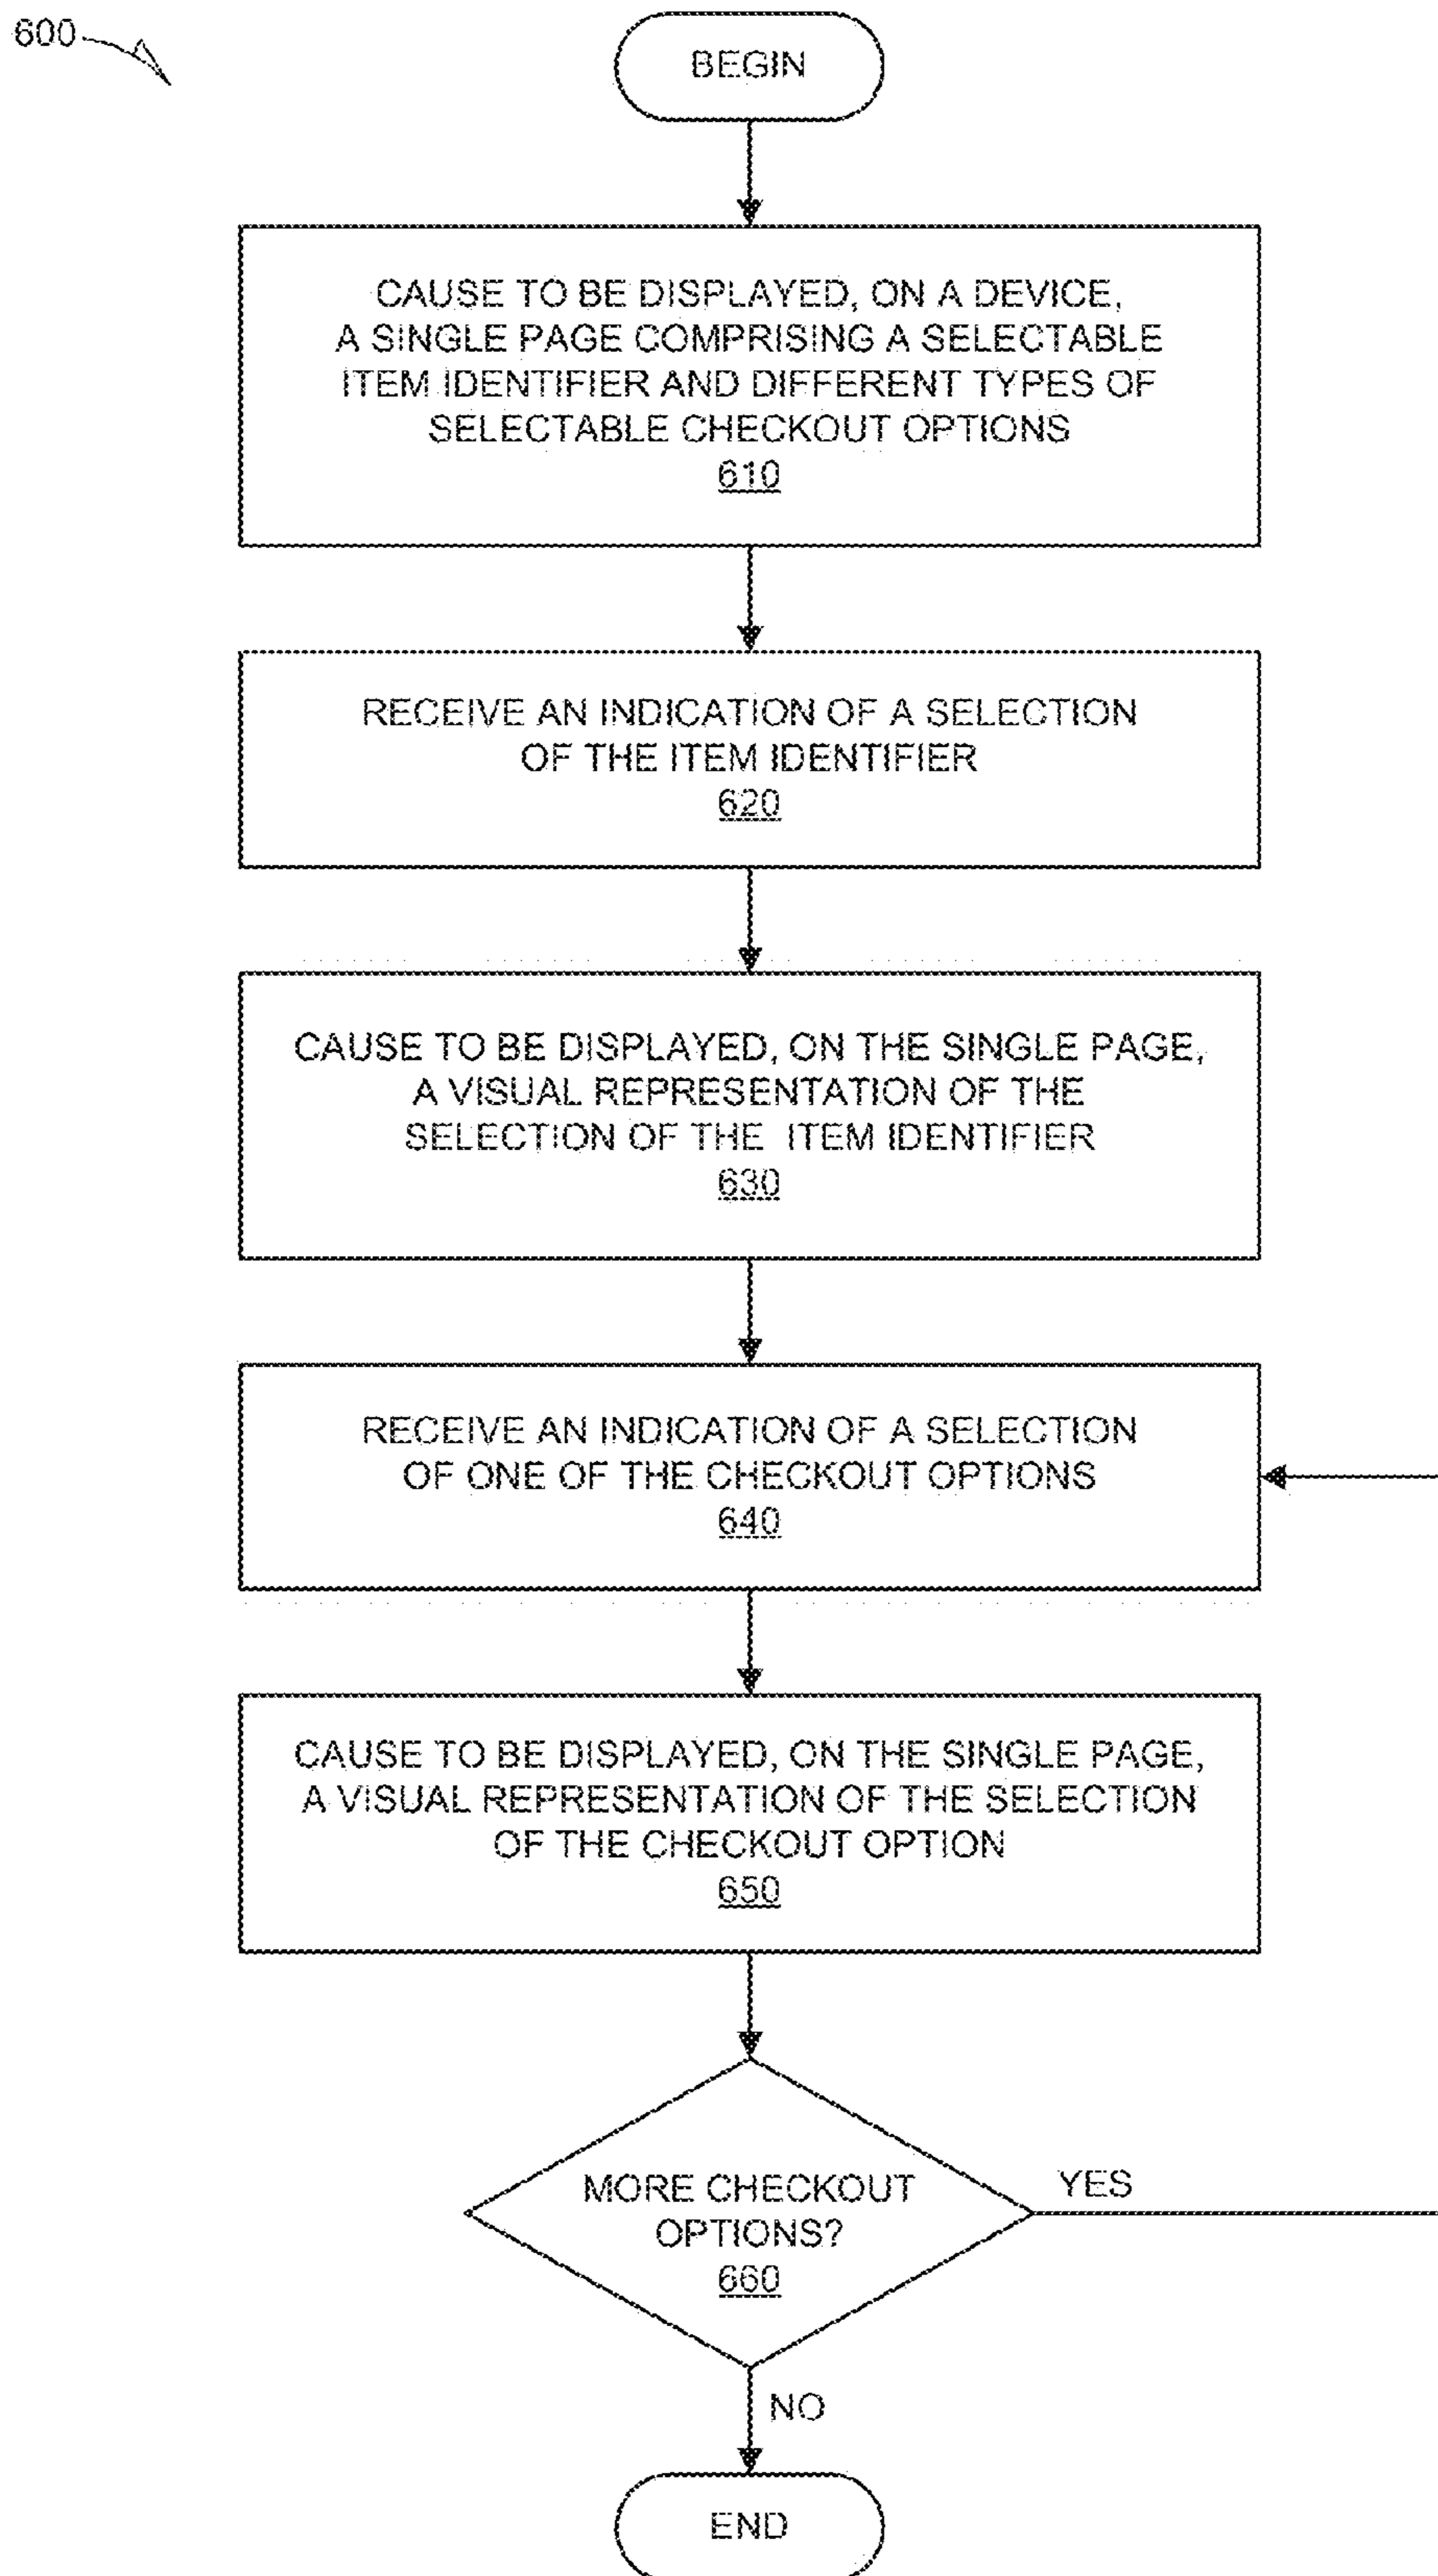 600
BEGIN
CAUSE TO BE DISPLAYED, ON A DEVICE,
A SINGLE PAGE COMPRISING A SELECTABLE
ITEM IDENTIFIER AND DIFFERENT TYPES OF
SELECTABLE CHECKOUT OPTIONS
610
RECEIVE AN INDICATION OF A SELECTION
OF THE ITEM IDENTIFIER
620
CAUSE TO BE DISPLAYED, ON THE SINGLE PAGE,
A VISUAL REPRESENTATION OF THE
SELECTION OF THE ITEM IDENTIFIER
630
RECEIVE AN INDICATION OF A SELECTION
OF ONE OF THE CHECKOUT OPTIONS
640
CAUSE TO BE DISPLAYED, ON THE SINGLE PAGE,
A VISUAL REPRESENTATION OF THE SELECTION
OF THE CHECKOUT OPTION
650
MORE CHECKOUT
OPTIONS?
660
YES
NO
END